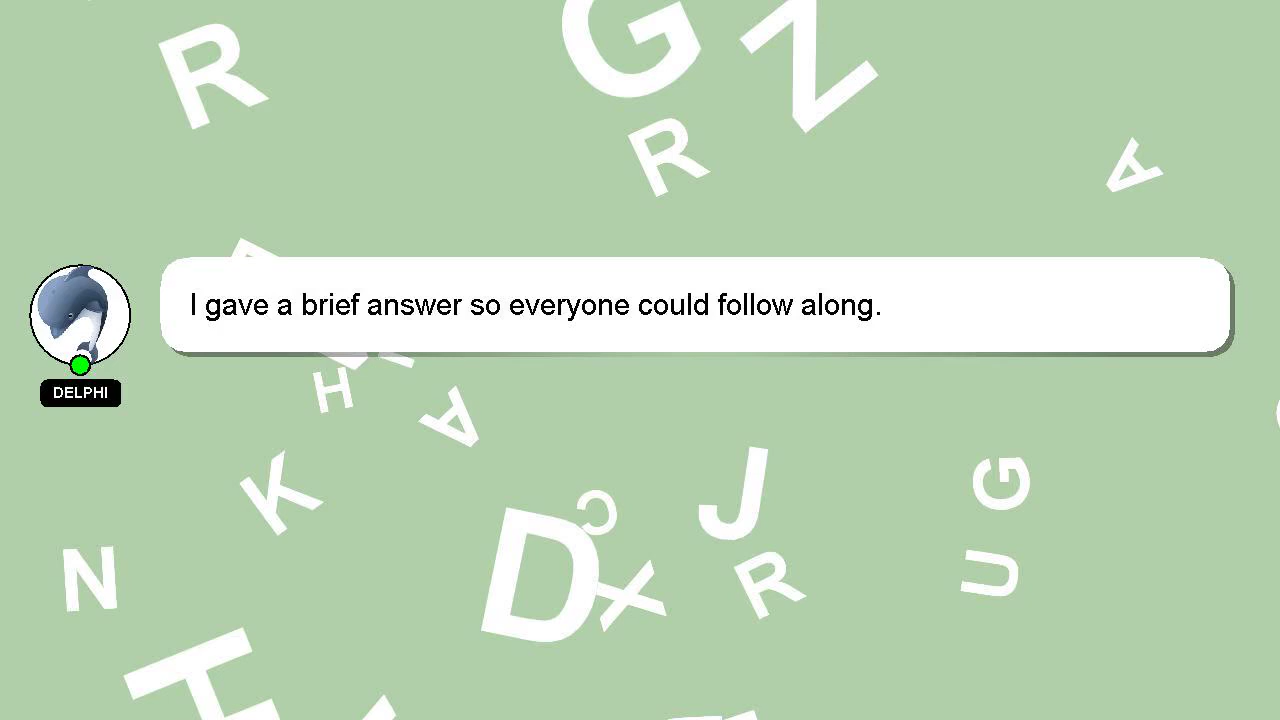 I gave a brief answer so everyone could follow along.
DELPHI
R
G
Z
R
A
H
A
K
C
J
G
D
N
X
R
U